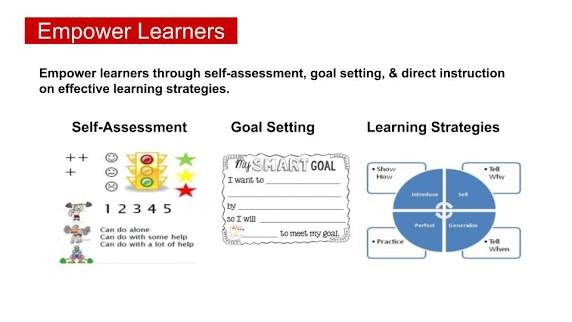 Empower Learners
Empower learners through self-assessment, goal setting, & direct instruction
on effective learning strategies.
Self-Assessment
Goal Setting
Learning Strategies
++
+
1 2 3 4 5
Can do alone
Can do with some help
Can do with a lot of help
My SMART GOAL
I want to
by
so I will
to meet my goal.
• Show
How
• Tell
Why
Introduce
Sell
Perfect
Generalize
• Practice
• Tell
When